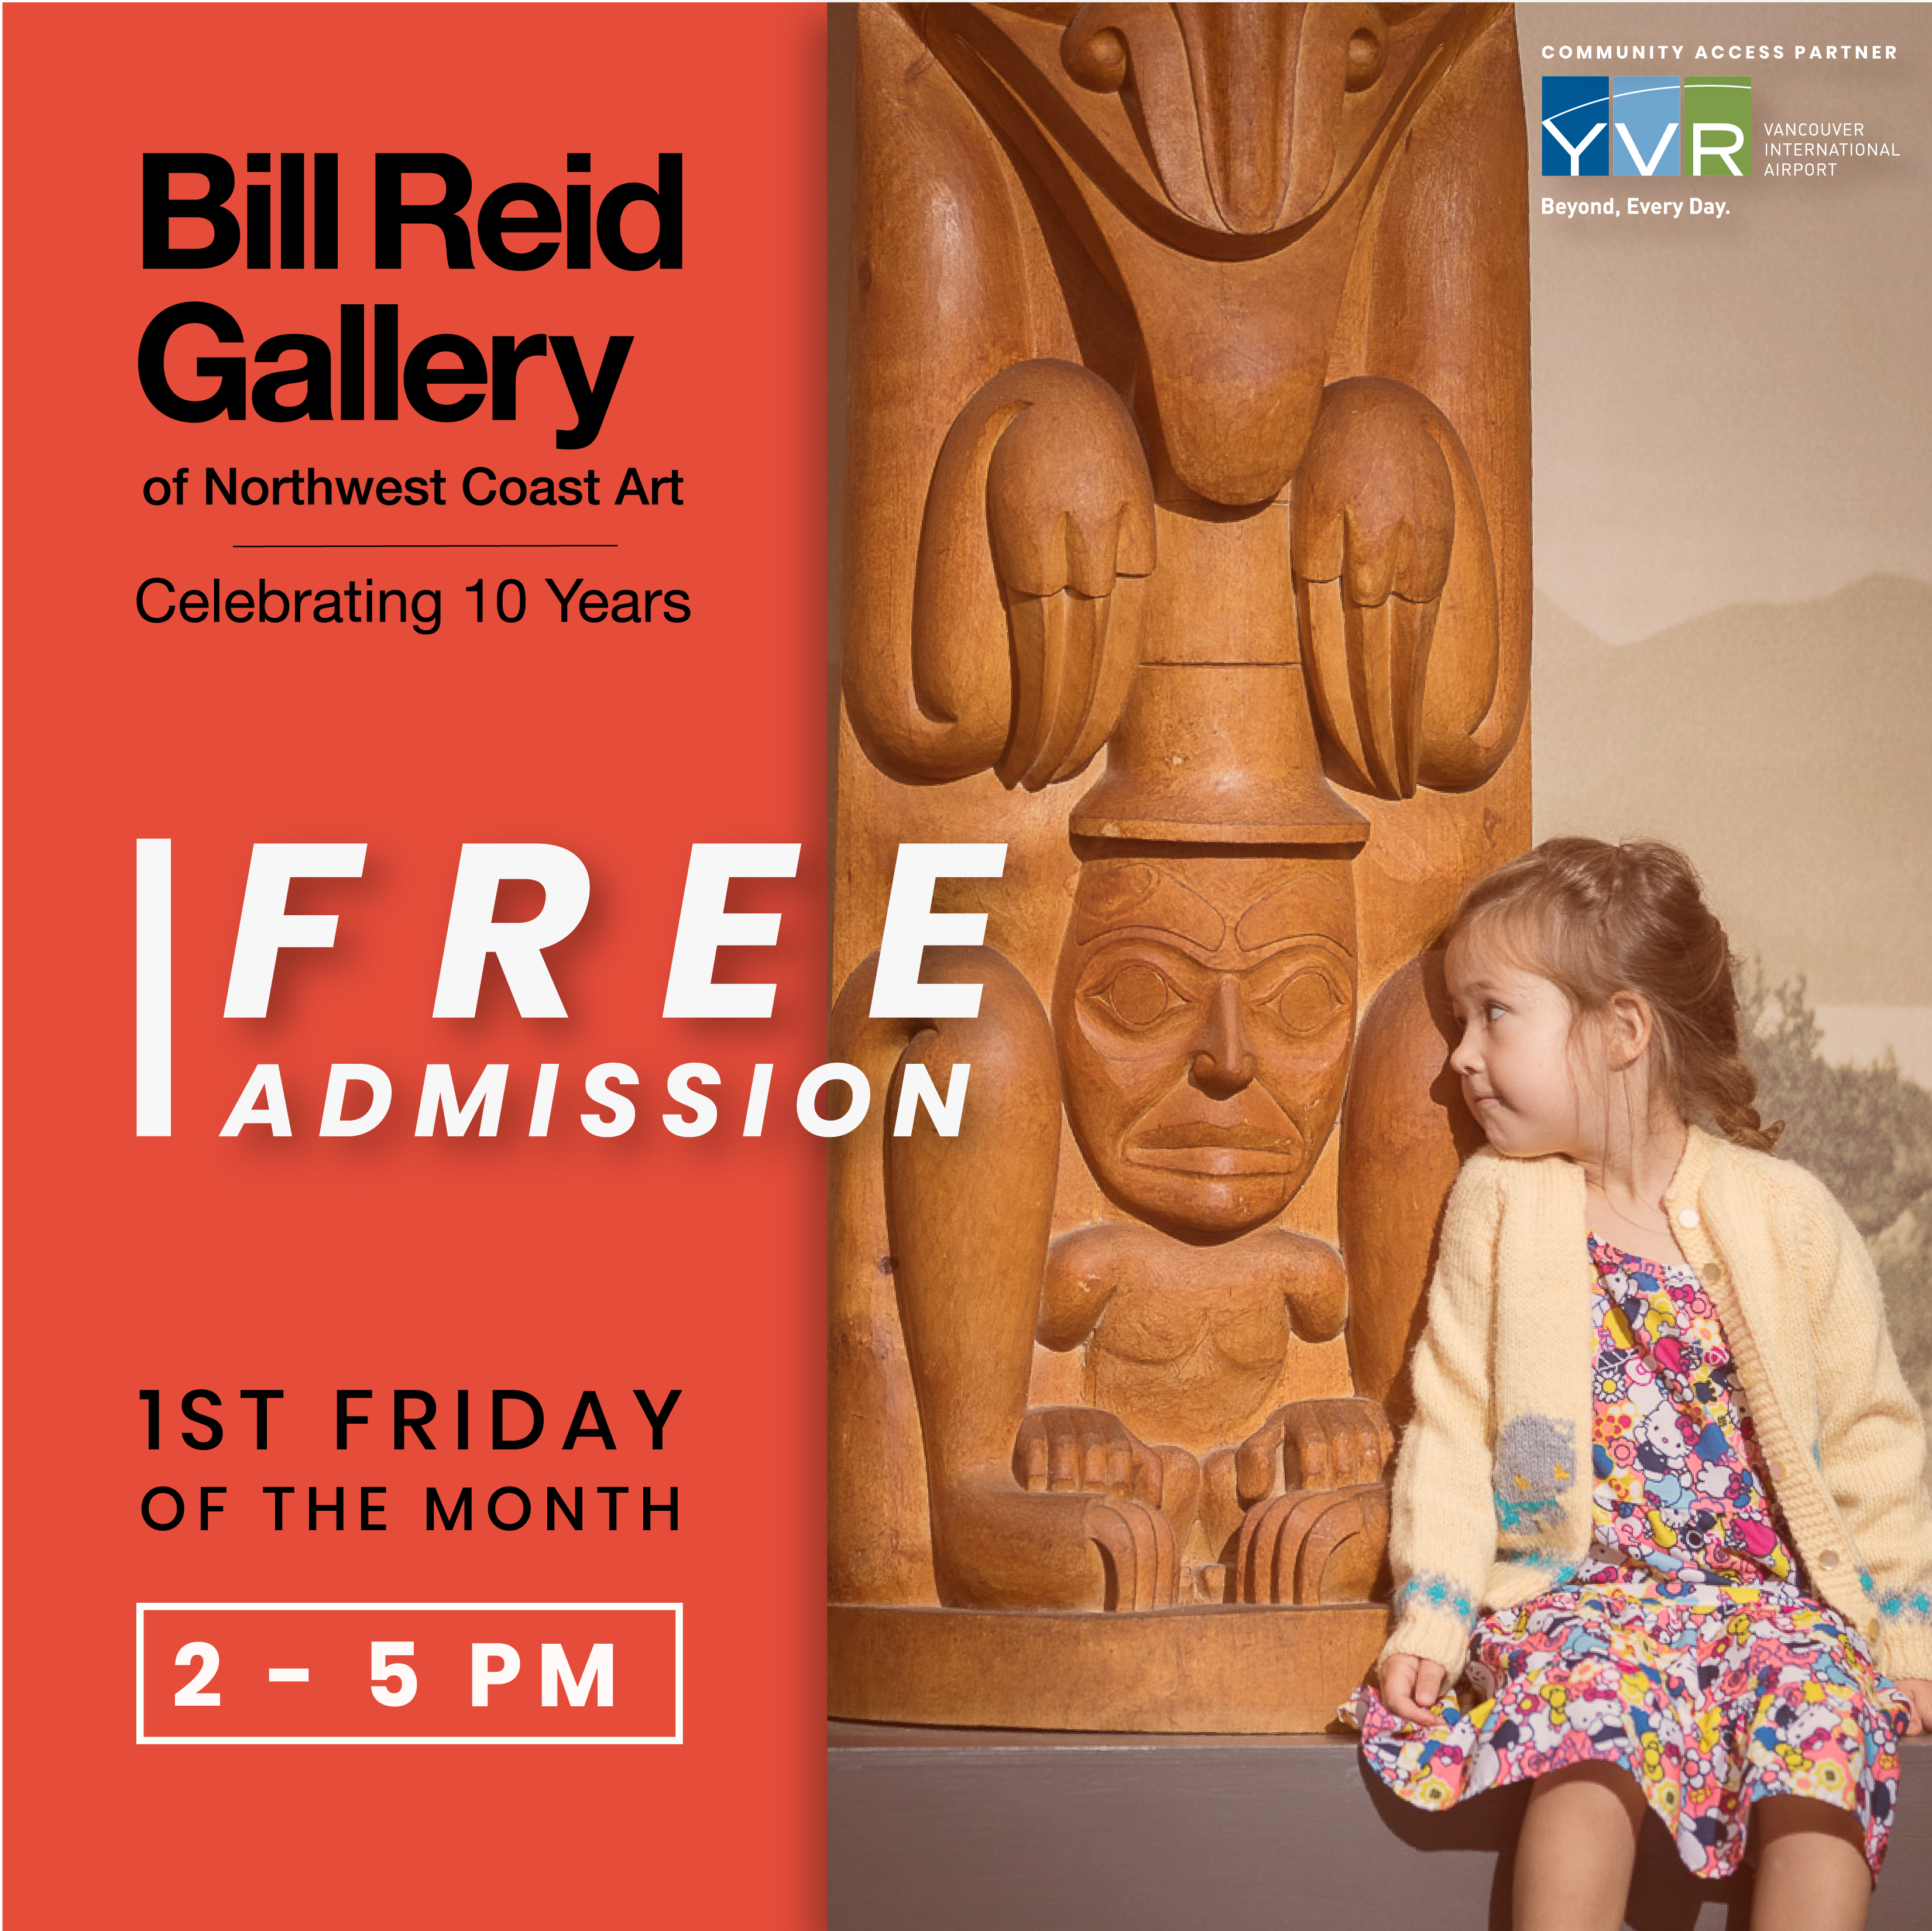 Bill Reid
Gallery
of Northwest Coast Art
Celebrating 10 Years
FREE
ADMISSION
1ST FRIDAY
OF THE MONTH
2 - 5 PM
COMMUNITY ACCESS PARTNER
YVR
VANCOUVER
INTERNATIONAL
AIRPORT
Beyond, Every Day.